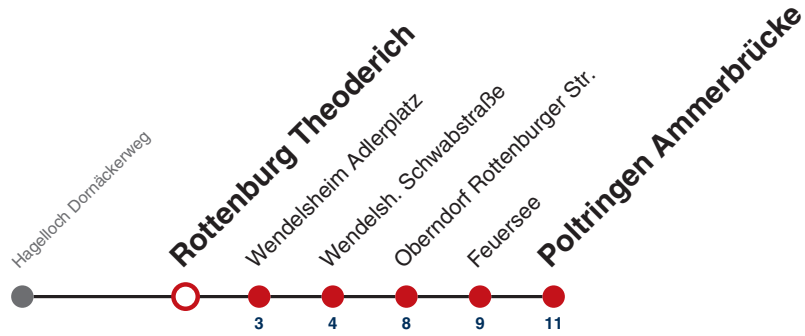 Hagelloch Dornäckerweg
Rottenburg Theoderich
Wendelsheim Adlerplatz
Wendelsh. Schwabstraße
Oberndorf Rottenburger Str.
Feuersee
Poltringen Ammerbrücke
3
4
8
9
11